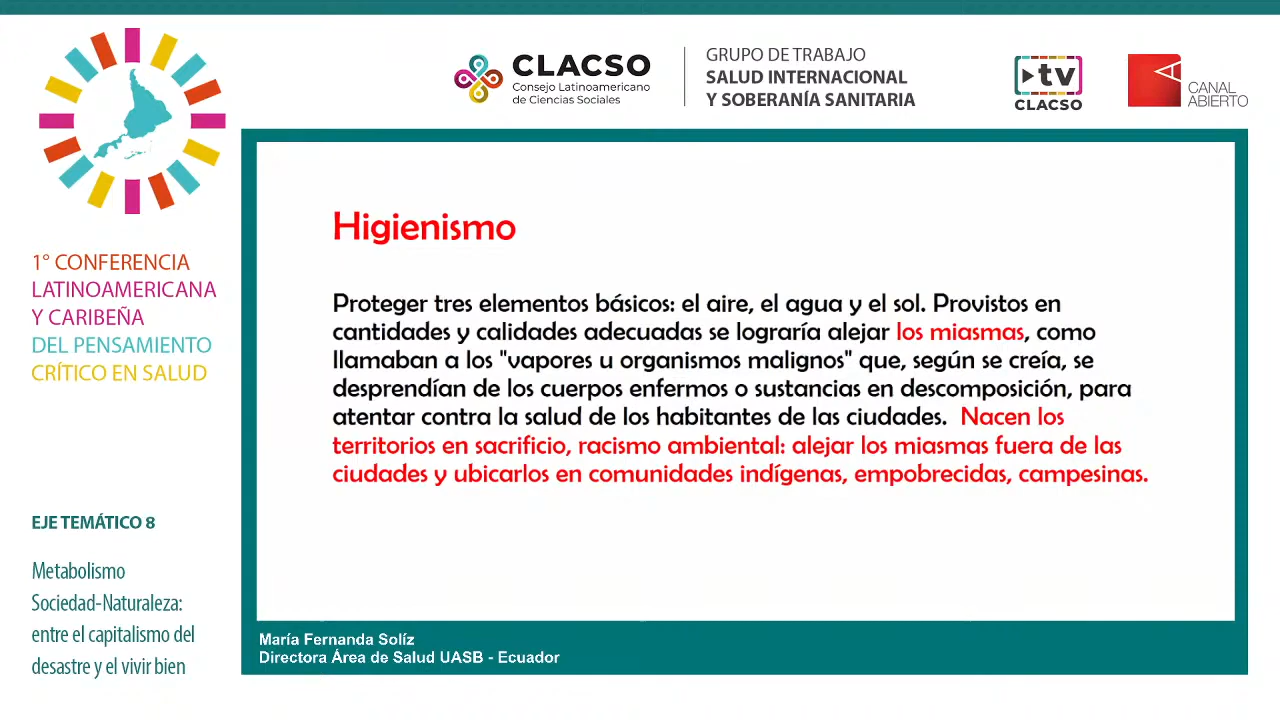 CLACSO
Consejo Latinoamericano
de Ciencias Sociales
GRUPO DE TRABAJO
SALUD INTERNACIONAL
Y SOBERANÍA SANITARIA
tv
CLACSO
CANAL
ABIERTO
1° CONFERENCIA
LATINOAMERICANA
Y CARIBEÑA
DEL PENSAMIENTO
CRÍTICO EN SALUD
EJE TEMÁTICO 8
Metabolismo
Sociedad-Naturaleza:
entre el capitalismo del
desastre y el vivir bien
Higienismo
Proteger tres elementos básicos: el aire, el agua y el sol. Provistos en
cantidades y calidades adecuadas se lograría alejar los miasmas, como
llamaban a los "vapores u organismos malignos" que, según se creía, se
desprendían de los cuerpos enfermos o sustancias en descomposición, para
atentar contra la salud de los habitantes de las ciudades. Nacen los
territorios en sacrificio, racismo ambiental: alejar los miasmas fuera de las
ciudades y ubicarlos en comunidades indígenas, empobrecidas, campesinas.
María Fernanda Solíz
Directora Área de Salud UASB - Ecuador